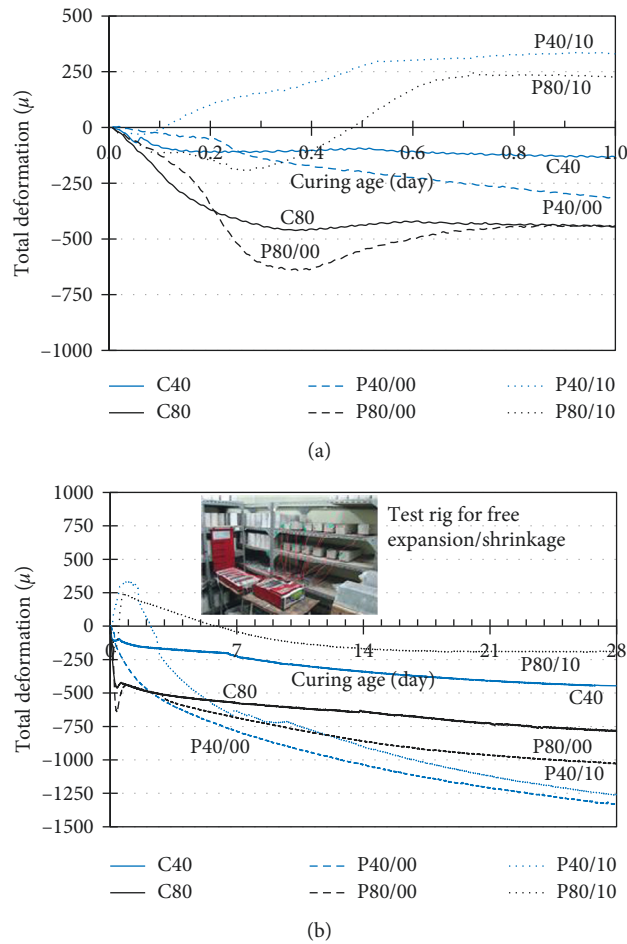 500
250
0
−250
−500
−750
−1000
Total deformation (μ)
0.0
0.2
0.4
0.6
0.8
1.0
Curing age (day)
P40/10
P80/10
C40
P40/00
C80
P80/00
C40
P40/00
P40/10
C80
P80/00
P80/10
(a)
1000
750
500
250
0
−250
−500
−750
−1000
−1250
−1500
Total deformation (μ)
Test rig for free
expansion/shrinkage
0
7
14
21
28
Curing age (day)
P80/10
C40
C80
P40/00
P80/00
P40/10
C40
P40/00
P40/10
C80
P80/00
P80/10
(b)